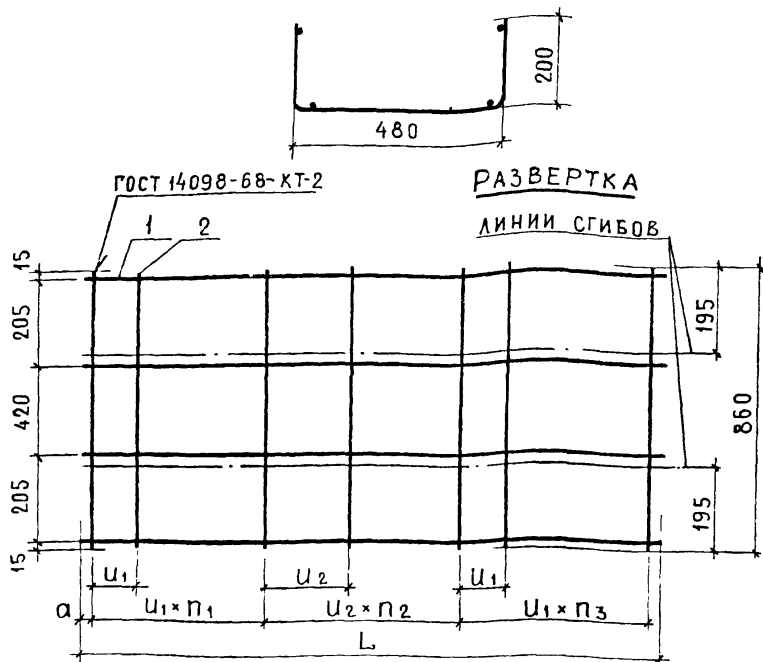 200
480
ГОСТ 14098-68-КТ-2
РАЗВЕРТКА
1 2
ЛИНИИ СГИБОВ
15
205
420
205
15
195
860
195
U1 U2 U1
a U1×n1 U2×n2 U1×n3
L